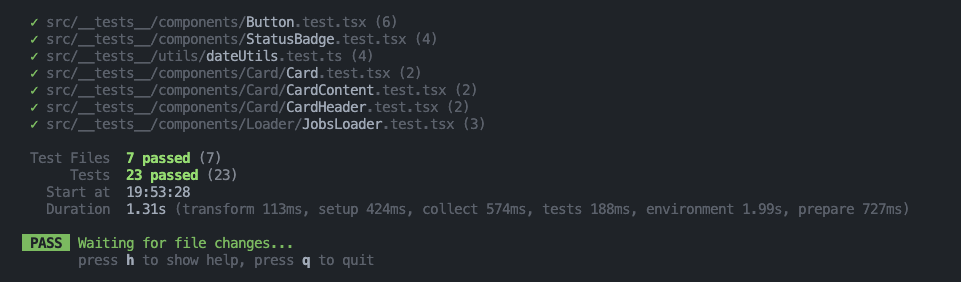 ✓ src/__tests__/components/Button.test.tsx (6)
✓ src/__tests__/components/StatusBadge.test.tsx (4)
✓ src/__tests__/utils/dateUtils.test.ts (4)
✓ src/__tests__/components/Card/Card.test.tsx (2)
✓ src/__tests__/components/Card/CardContent.test.tsx (2)
✓ src/__tests__/components/Card/CardHeader.test.tsx (2)
✓ src/__tests__/components/Loader/JobsLoader.test.tsx (3)
Test Files 7 passed (7)
Tests 23 passed (23)
Start at 19:53:28
Duration 1.31s (transform 113ms, setup 424ms, collect 574ms, tests 188ms, environment 1.99s, prepare 727ms)
PASS Waiting for file changes...
press h to show help, press q to quit